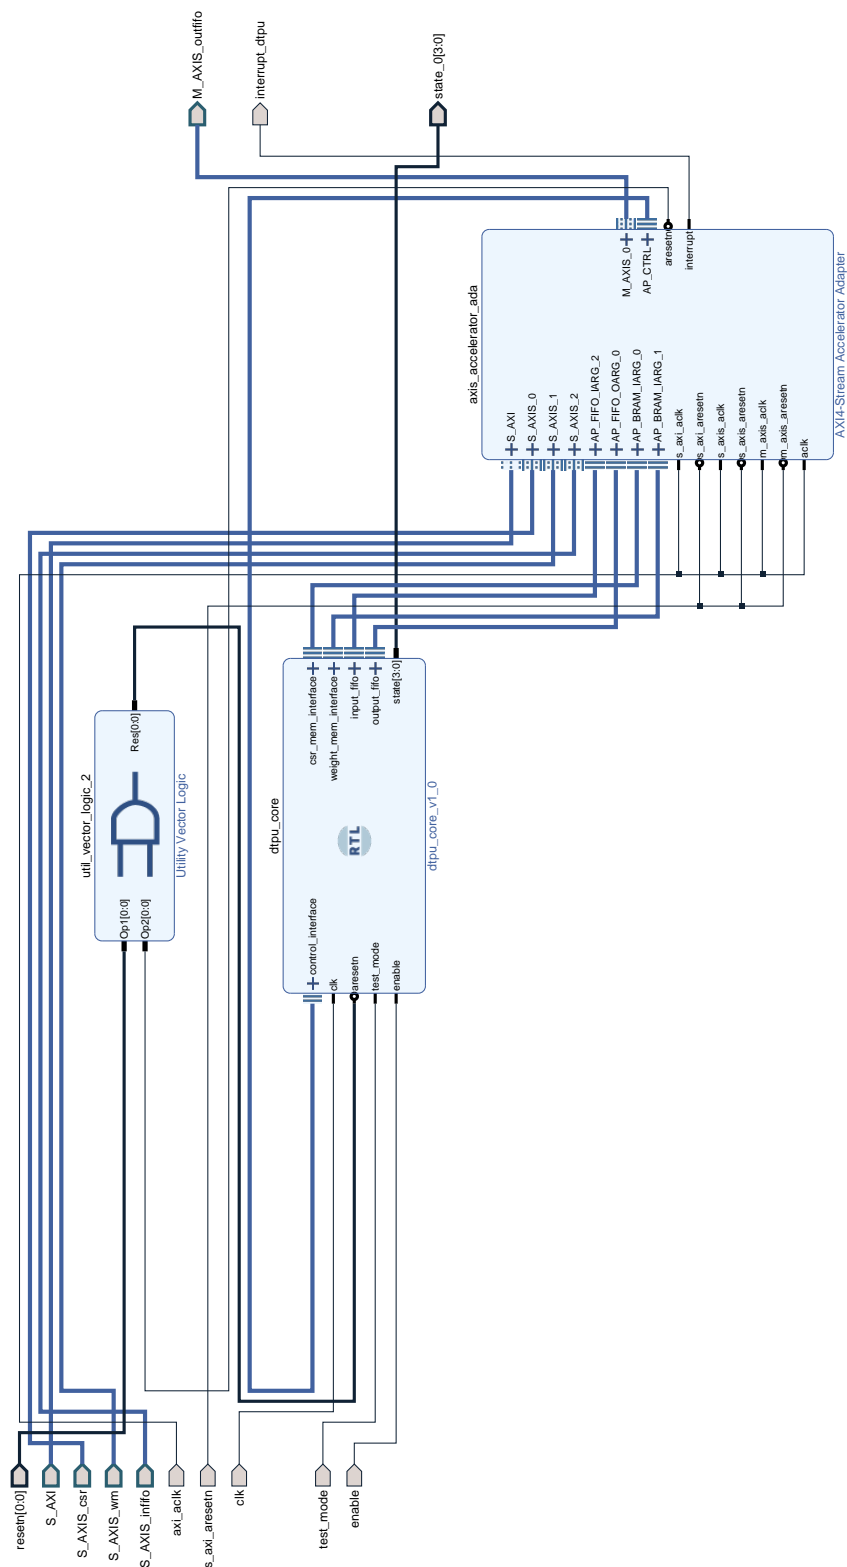 M_AXIS_outfifo
interrupt_dtpu
state_0[3:0]
axis_accelerator_ada
S_AXI
S_AXIS_0
S_AXIS_1
S_AXIS_2
AP_FIFO_IARG_2
AP_FIFO_OARG_0
AP_BRAM_IARG_0
AP_BRAM_IARG_1
s_axi_aclk
s_axi_aresetn
s_axis_aclk
s_axis_aresetn
m_axis_aclk
m_axis_aresetn
aclk
M_AXIS_0
AP_CTRL
aresetn
interrupt
AXI4-Stream Accelerator Adapter
util_vector_logic_2
Op1[0:0]
Op2[0:0]
Res[0:0]
Utility Vector Logic
dtpu_core
control_interface
clk
aresetn
test_mode
enable
csr_mem_interface
weight_mem_interface
input_fifo
output_fifo
state[3:0]
RTL
dtpu_core_v1_0
resetn[0:0]
S_AXI
S_AXIS_csr
S_AXIS_wm
S_AXIS_infifo
axi_aclk
s_axi_aresetn
clk
test_mode
enable